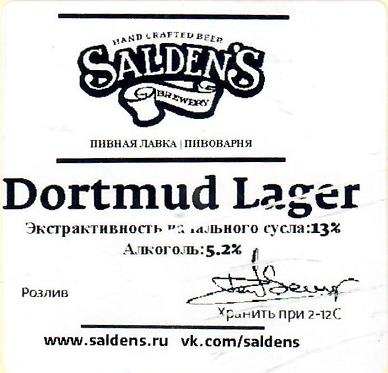 HAND CRAFTED BEER
SALDEN'S
BREWERY
ПИВНАЯ ЛАВКА | ПИВОВАРНЯ
Dortmud Lager
Экстрактивность сусла:13%
Алкоголь:5.2%
Розлив
Хранить при 2-12С
www.saldens.ru vk.com/saldens